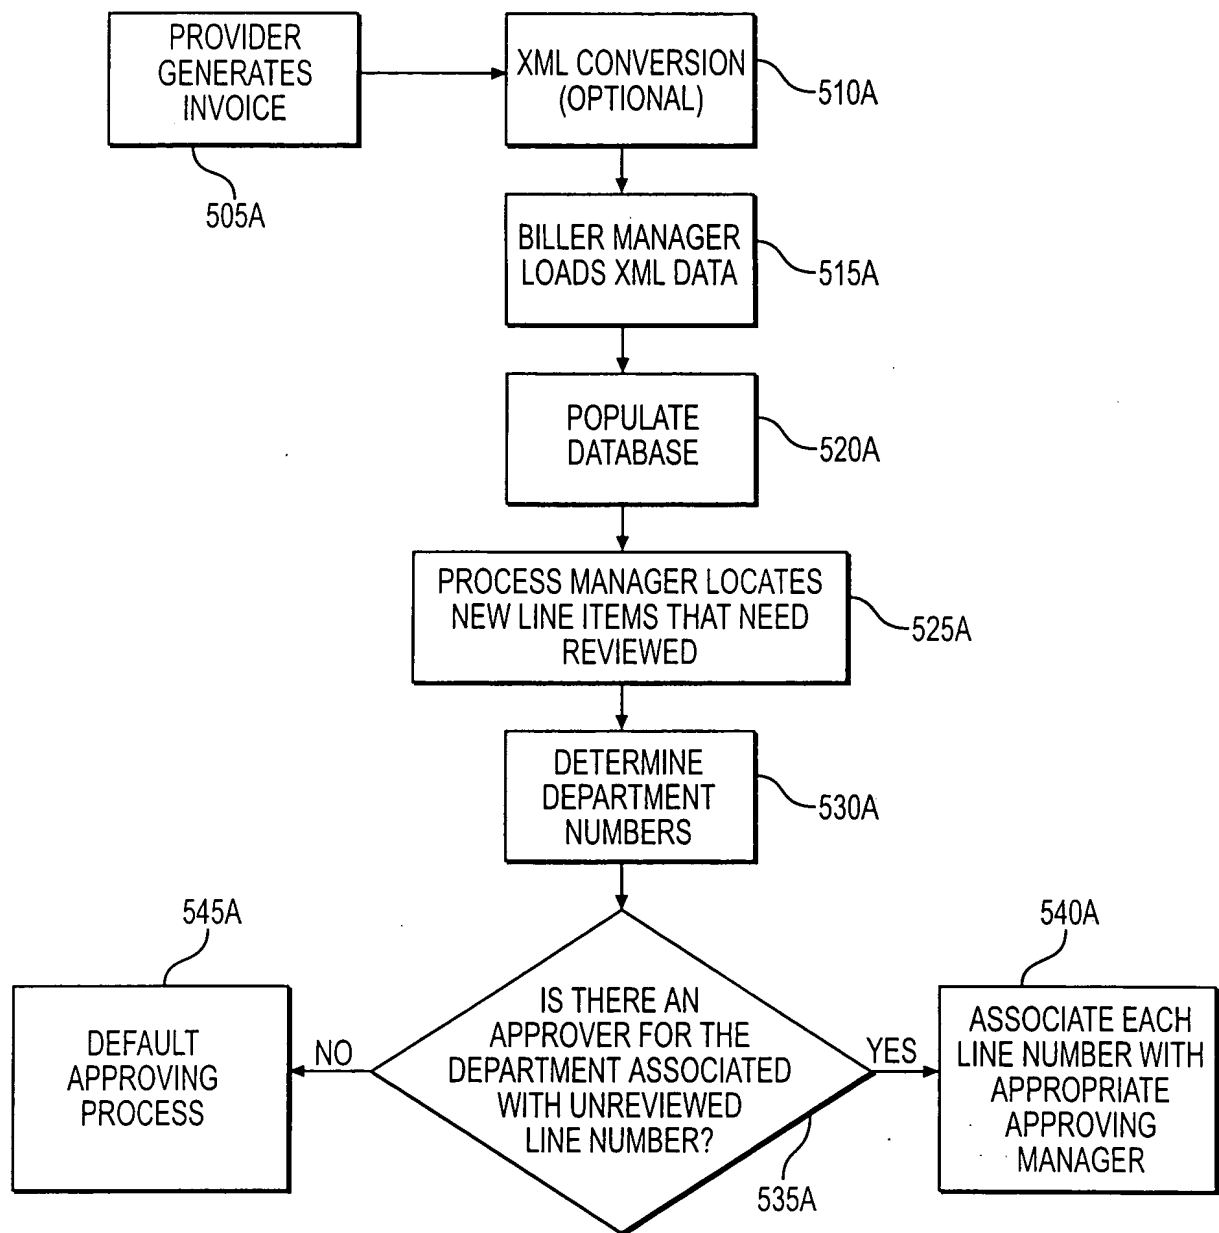 PROVIDER
GENERATES
INVOICE
505A
XML CONVERSION
(OPTIONAL)
510A
BILLER MANAGER
LOADS XML DATA
515A
POPULATE
DATABASE
520A
PROCESS MANAGER LOCATES
NEW LINE ITEMS THAT NEED
REVIEWED
525A
DETERMINE
DEPARTMENT
NUMBERS
530A
IS THERE AN
APPROVER FOR THE
DEPARTMENT ASSOCIATED
WITH UNREVIEWED
LINE NUMBER?
535A
NO
545A
DEFAULT
APPROVING
PROCESS
YES
540A
ASSOCIATE EACH
LINE NUMBER WITH
APPROPRIATE
APPROVING
MANAGER